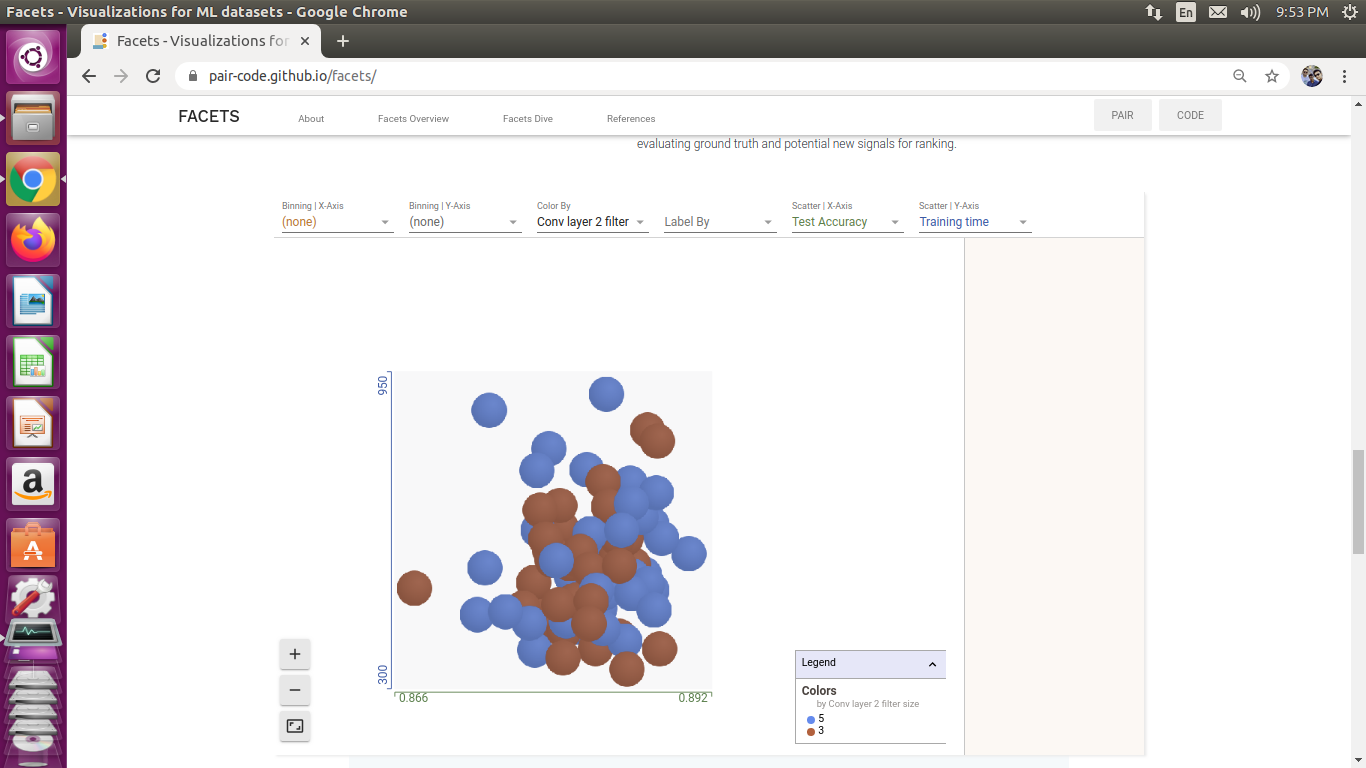 Facets - Visualizations for ML datasets - Google Chrome
En
9:53 PM
Facets - Visualizations for
pair-code.github.io/facets/
FACETS
About
Facets Overview
Facets Dive
References
PAIR
CODE
evaluating ground truth and potential new signals for ranking.
Binning | X-Axis
(none)
Binning | Y-Axis
(none)
Color By
Conv layer 2 filter
Label By
Scatter | X-Axis
Test Accuracy
Scatter | Y-Axis
Training time
950
300
0.866
0.892
Legend
Colors
by Conv layer 2 filter size
5
3